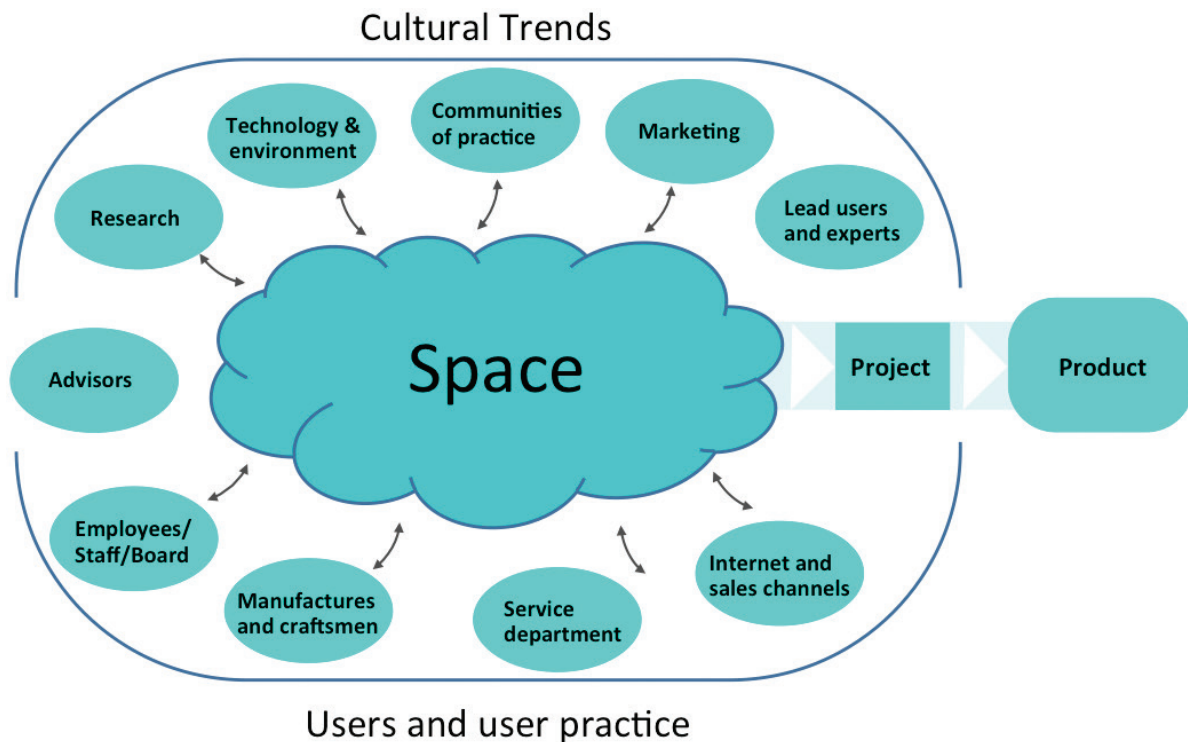 Cultural Trends
Technology &
environment
Communities
of practice
Marketing
Research
Lead users
and experts
Advisors
Space
Project
Product
Employees/
Staff/Board
Manufactures
and craftsmen
Service
department
Internet and
sales channels
Users and user practice